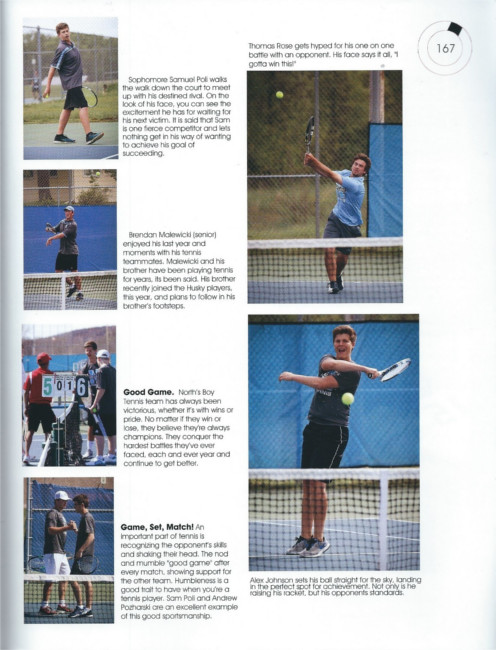 167
Thomas Rose gets hyped for his one on one
battle with an opponent. His face says it all, "I
gotta win this!"
Sophomore Samuel Poli walks
the walk down the court to meet
up with his destined rival. On the
look of his face, you can see the
excitement he has for waiting for
his next victim. It is said that Sam
is one fierce competitor and lets
nothing get in his way of wanting
to achieve his goal of
succeeding.
Brendan Malewicki (senior)
enjoyed his last year and
moments with his tennis
teammates. Malewicki and his
brother have been playing tennis
for years, its been said. His brother
recently joined the Husky players,
this year, and plans to follow in his
brother's footsteps.
5 0 1 6
Good Game. North's Boy
Tennis team has always been
victorious, whether it's with wins or
pride. No matter if they win or
lose, they believe they're always
champions. They conquer the
hardest battles they've ever
faced, each and ever year and
continue to get better.
Game, Set, Match! An
important part of tennis is
recognizing the opponent's skills
and shaking their head. The nod
and mumble "good game" after
every match, showing support for
the other team. Humbleness is a
good trait to have when you're a
tennis player. Sam Poli and Andrew
Pozharski are an excellent example
of this good sportsmanship.
Alex Johnson sets his ball straight for the sky, landing
in the perfect spot for achievement. Not only is he
raising his racket, but his opponents standards.